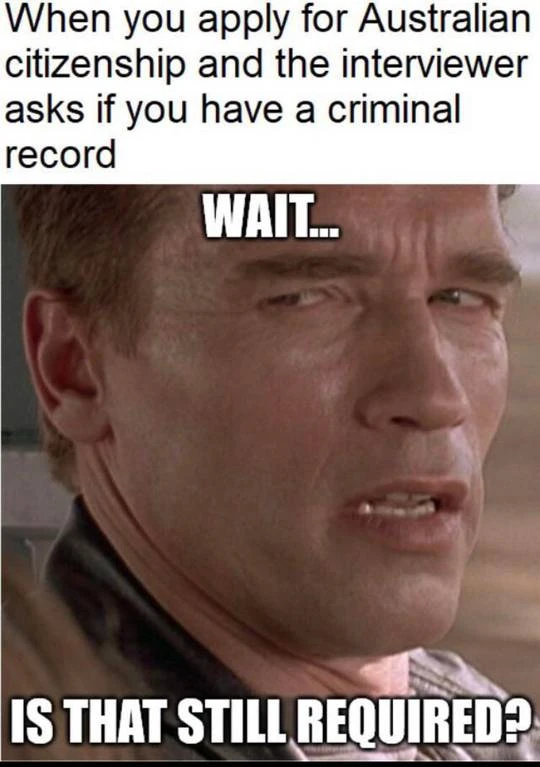 When you apply for Australian
citizenship and the interviewer
asks if you have a criminal
record
WAIT...
IS THAT STILL REQUIRED?